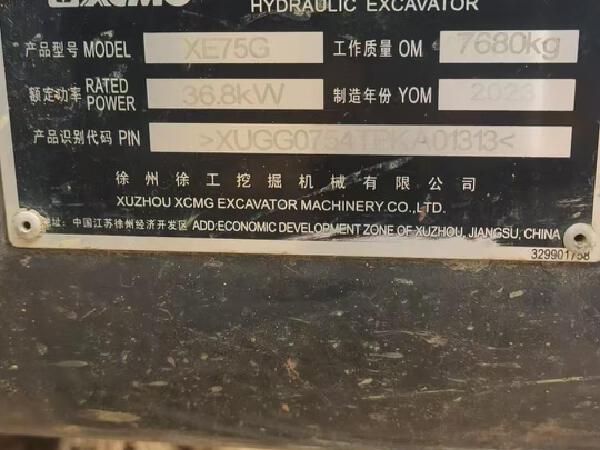 XCMG HYDRAULIC EXCAVATOR
产品型号 MODEL XE75G 工作质量 OM 7680kg
额定功率 RATED POWER 36.8kW 制造年份 YOM 2023
产品识别代码 PIN
徐州徐工挖掘机械有限公司
XUZHOU XCMG EXCAVATOR MACHINERY CO., LTD.
地址: 中国江苏徐州经济开发区 ADD:ECONOMIC DEVELOPMENT ZONE OF XUZHOU, JIANGSU, CHINA
329901758